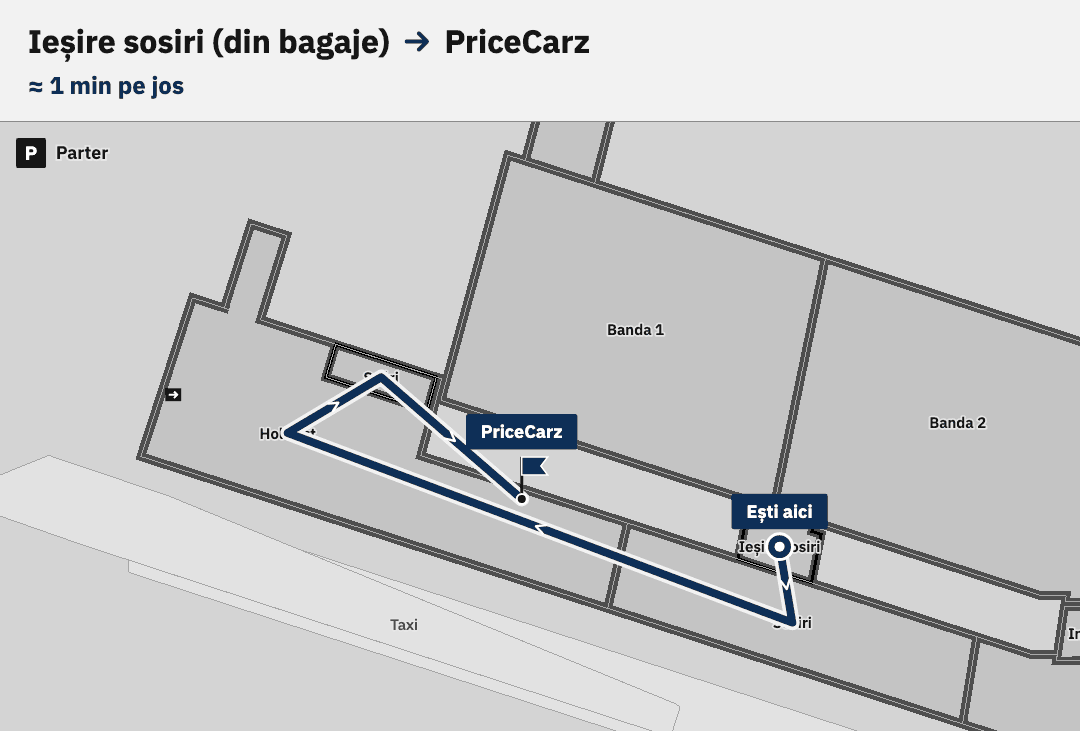 Ieșire sosiri (din bagaje) → PriceCarz
≈ 1 min pe jos
P Parter
Banda 1
Banda 2
PriceCarz
Ești aici
Taxi